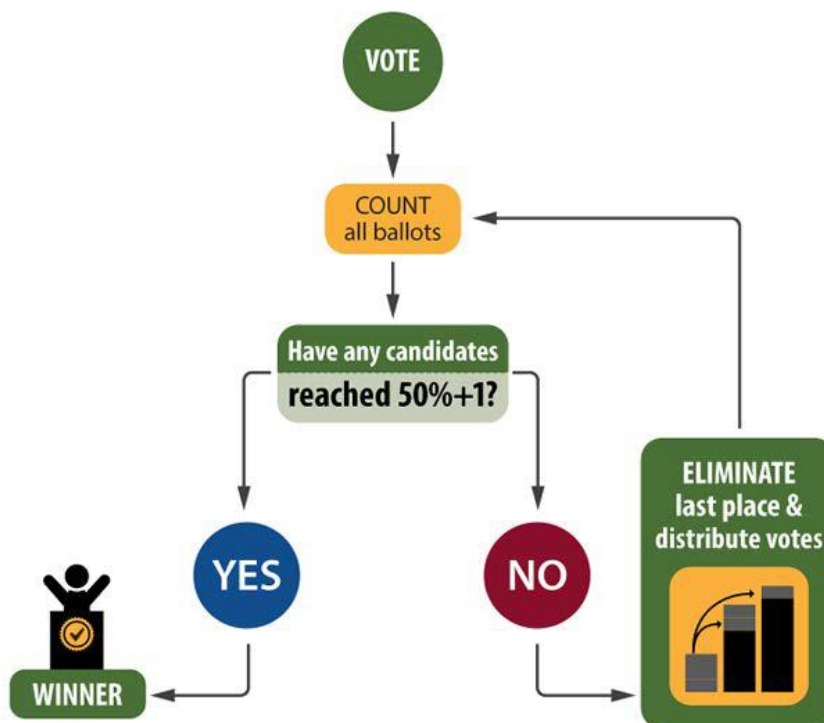 VOTE
COUNT
all ballots
Have any candidates
reached 50%+1?
YES
NO
ELIMINATE
last place &
distribute votes
WINNER